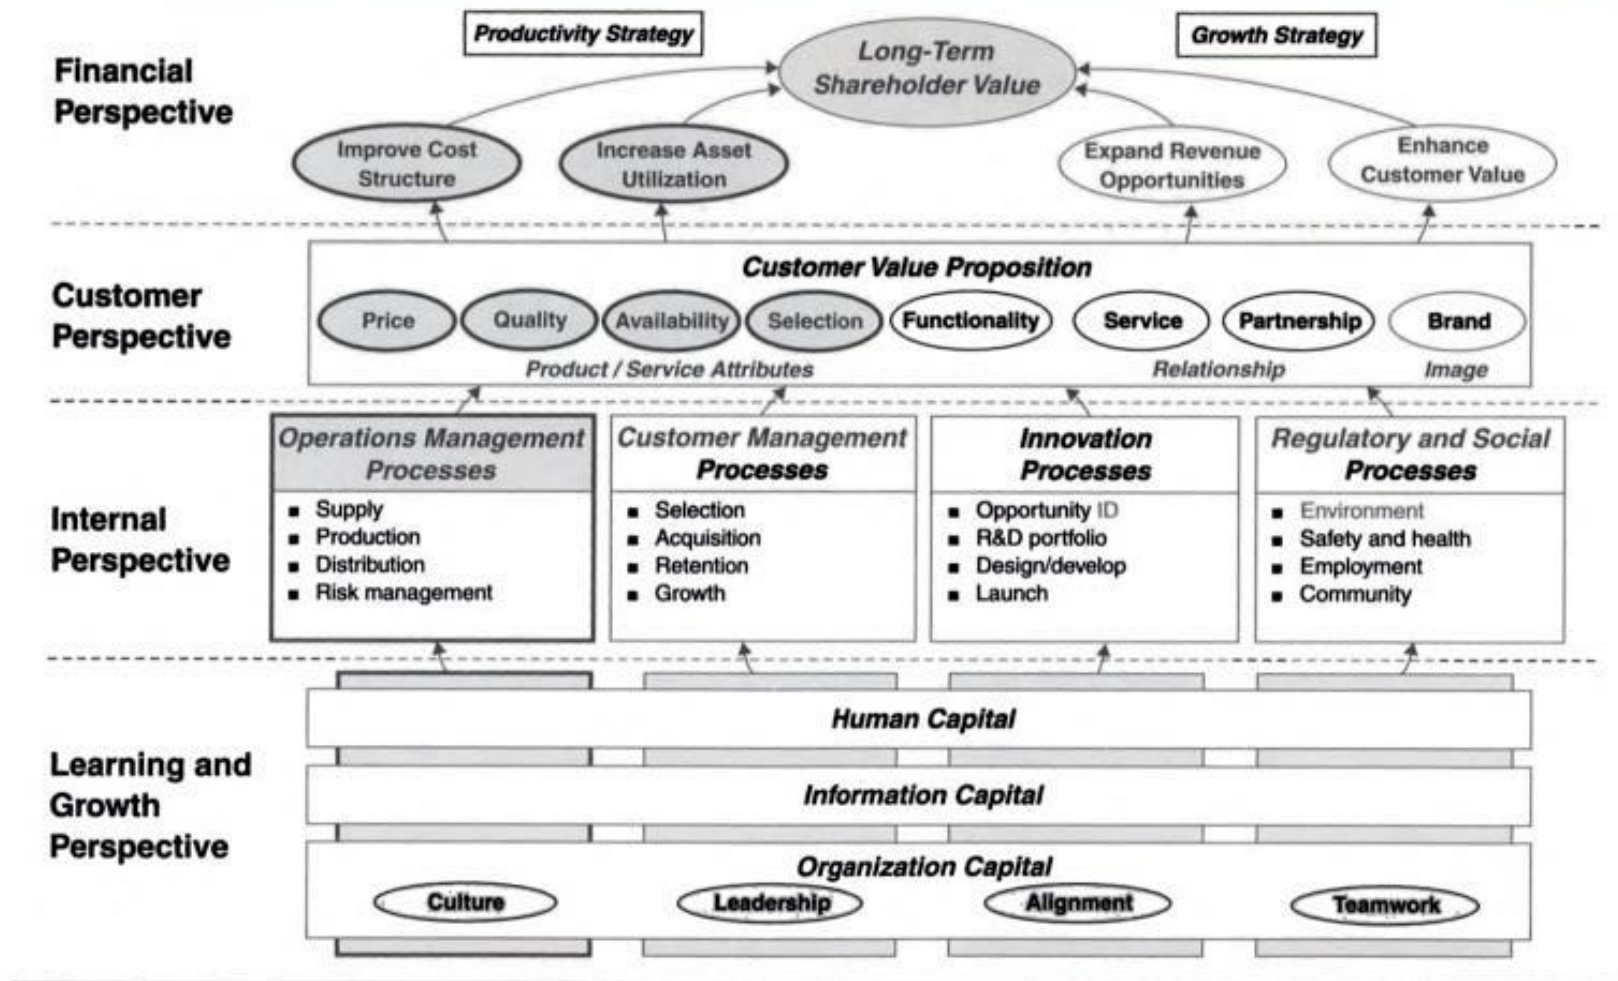 Productivity Strategy
Long-Term
Shareholder Value
Growth Strategy
Financial
Perspective
Improve Cost
Structure
Increase Asset
Utilization
Expand Revenue
Opportunities
Enhance
Customer Value
Customer
Perspective
Customer Value Proposition
Price
Quality
Availability
Selection
Functionality
Service
Partnership
Brand
Product / Service Attributes
Relationship
Image
Internal
Perspective
Operations Management
Processes
▪ Supply
▪ Production
▪ Distribution
▪ Risk management
Customer Management
Processes
▪ Selection
▪ Acquisition
▪ Retention
▪ Growth
Innovation
Processes
▪ Opportunity ID
▪ R&D portfolio
▪ Design/develop
▪ Launch
Regulatory and Social
Processes
▪ Environment
▪ Safety and health
▪ Employment
▪ Community
Learning and
Growth
Perspective
Human Capital
Information Capital
Organization Capital
Culture
Leadership
Alignment
Teamwork